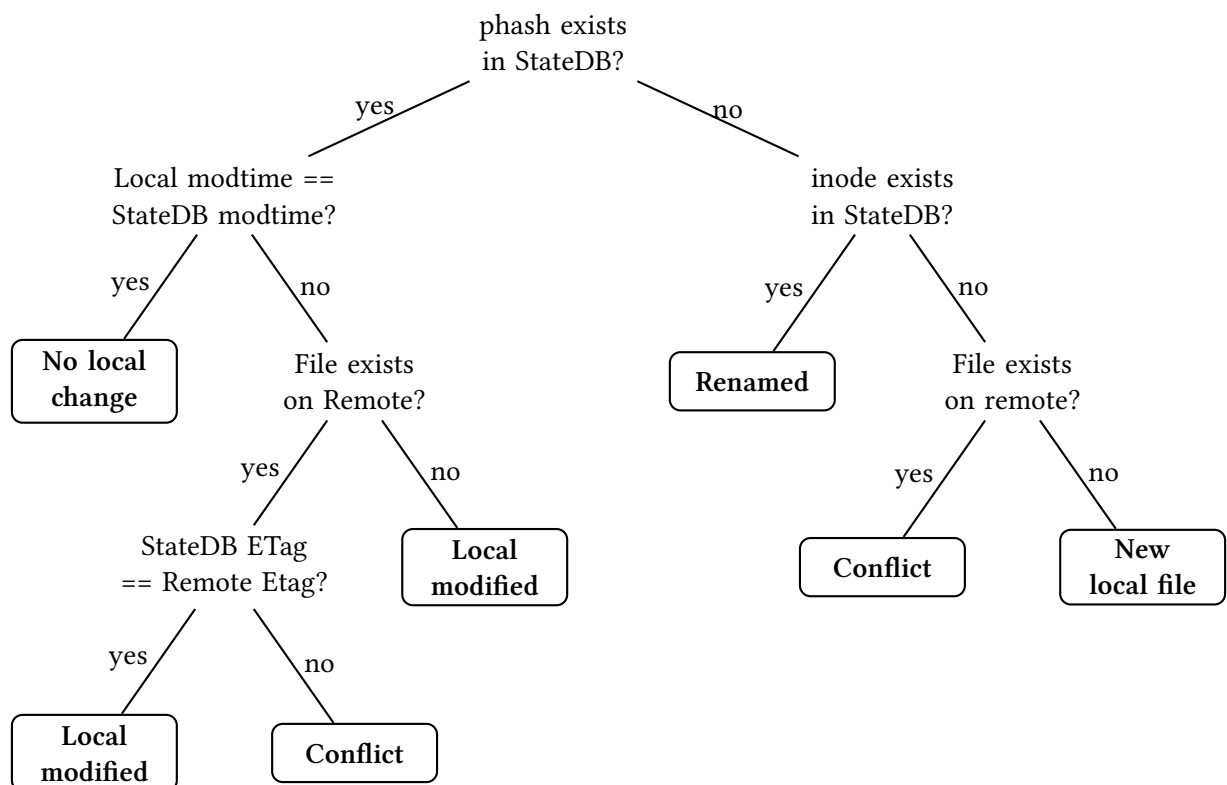 phash exists
in StateDB?
yes
no
Local modtime ==
StateDB modtime?
inode exists
in StateDB?
yes
no
yes
no
No local
change
File exists
on Remote?
Renamed
File exists
on remote?
yes
no
yes
no
StateDB ETag
== Remote Etag?
Local
modified
Conflict
New
local file
yes
no
Local
modified
Conflict